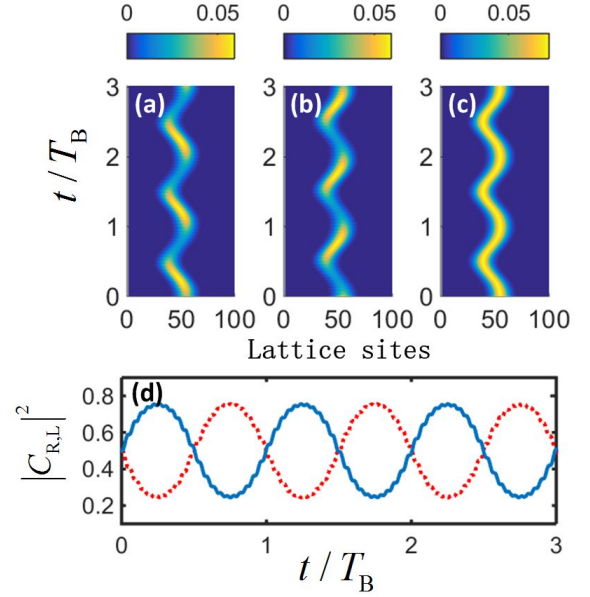 0 0.05 0 0.05 0 0.05
(a) (b) (c)
3
2
1
0
t / T_B
0 50 100 0 50 100 0 50 100
Lattice sites
(d)
0.8
0.6
0.4
0.2
|C_R,L|^2
0 1 2 3
t / T_B